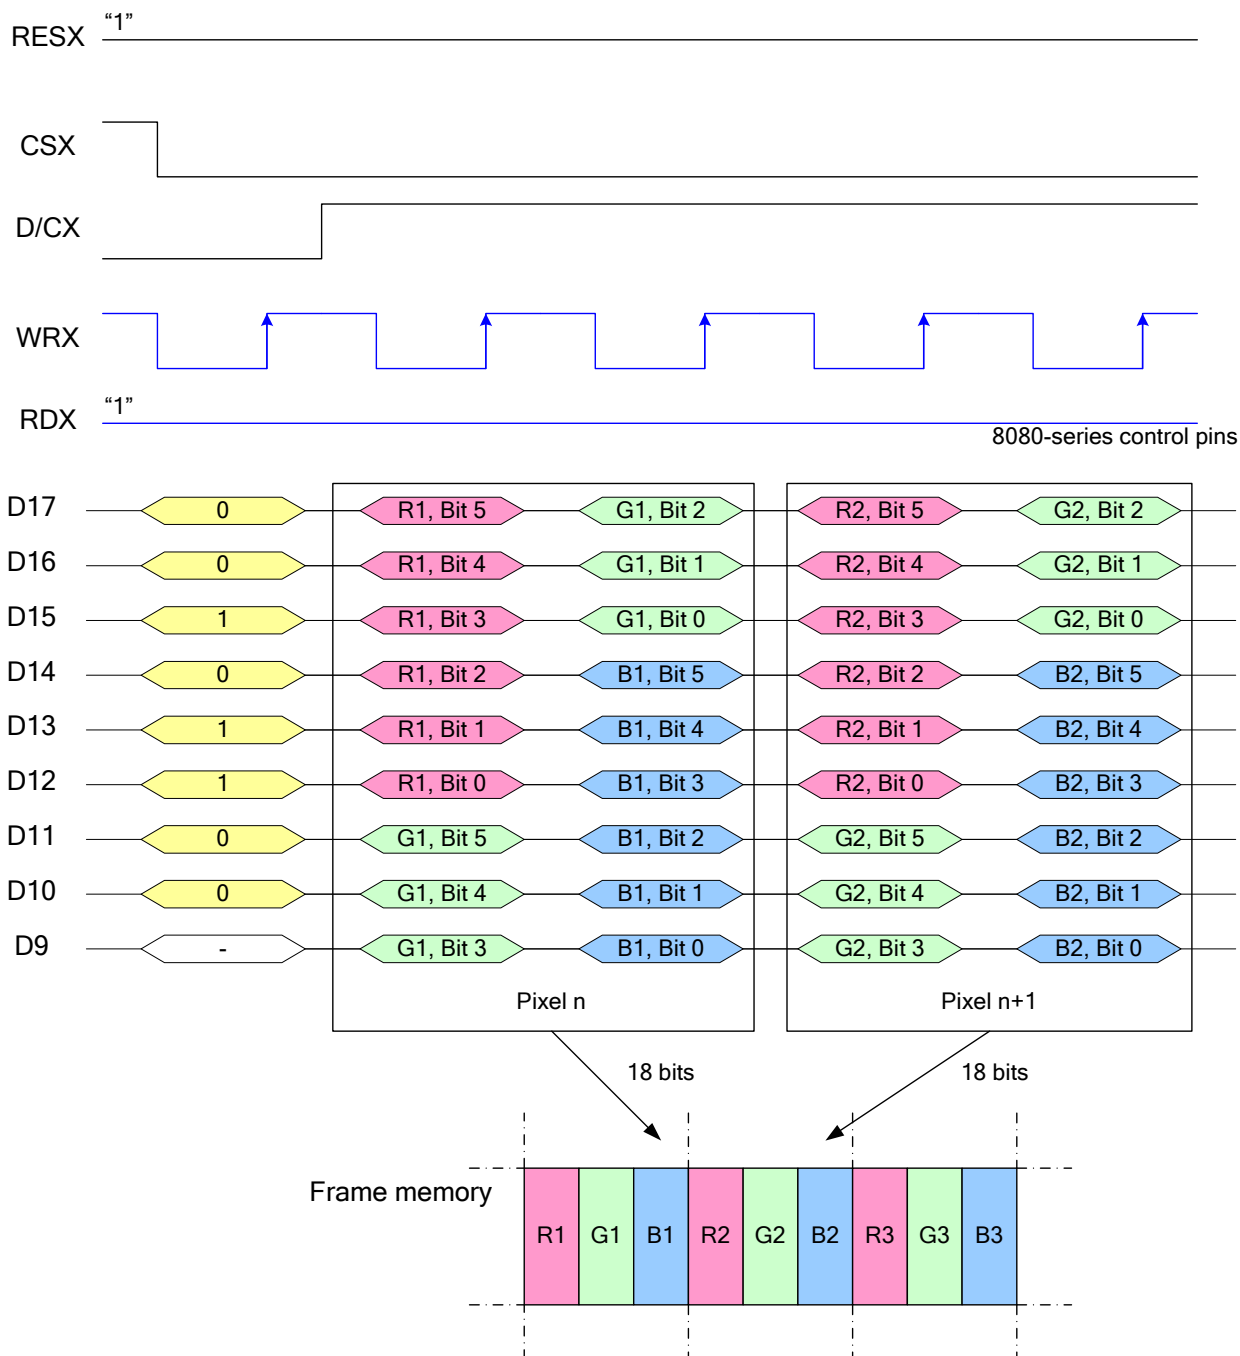 RESX “1”
CSX
D/CX
WRX
RDX “1”
8080-series control pins
D17 0 R1, Bit 5 G1, Bit 2 R2, Bit 5 G2, Bit 2
D16 0 R1, Bit 4 G1, Bit 1 R2, Bit 4 G2, Bit 1
D15 1 R1, Bit 3 G1, Bit 0 R2, Bit 3 G2, Bit 0
D14 0 R1, Bit 2 B1, Bit 5 R2, Bit 2 B2, Bit 5
D13 1 R1, Bit 1 B1, Bit 4 R2, Bit 1 B2, Bit 4
D12 1 R1, Bit 0 B1, Bit 3 R2, Bit 0 B2, Bit 3
D11 0 G1, Bit 5 B1, Bit 2 G2, Bit 5 B2, Bit 2
D10 0 G1, Bit 4 B1, Bit 1 G2, Bit 4 B2, Bit 1
D9 - G1, Bit 3 B1, Bit 0 G2, Bit 3 B2, Bit 0
Pixel n Pixel n+1
18 bits 18 bits
Frame memory
R1 G1 B1 R2 G2 B2 R3 G3 B3